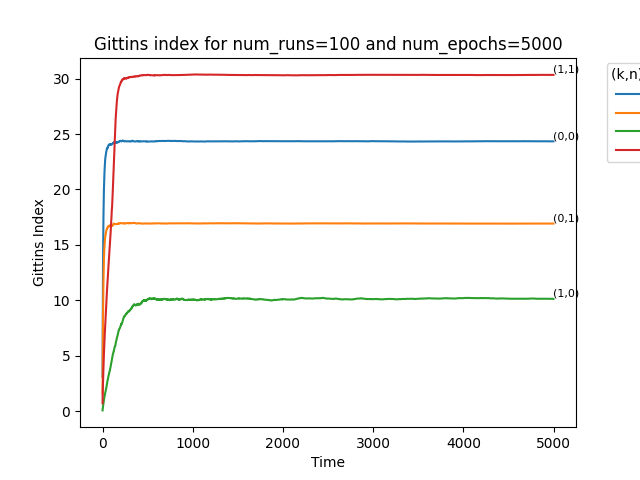 Gittins index for num_runs=100 and num_epochs=5000
(k,n)
(1,1)
(0,0)
(0,1)
(1,0)
30
25
20
15
10
5
0
Gittins Index
0 1000 2000 3000 4000 5000
Time